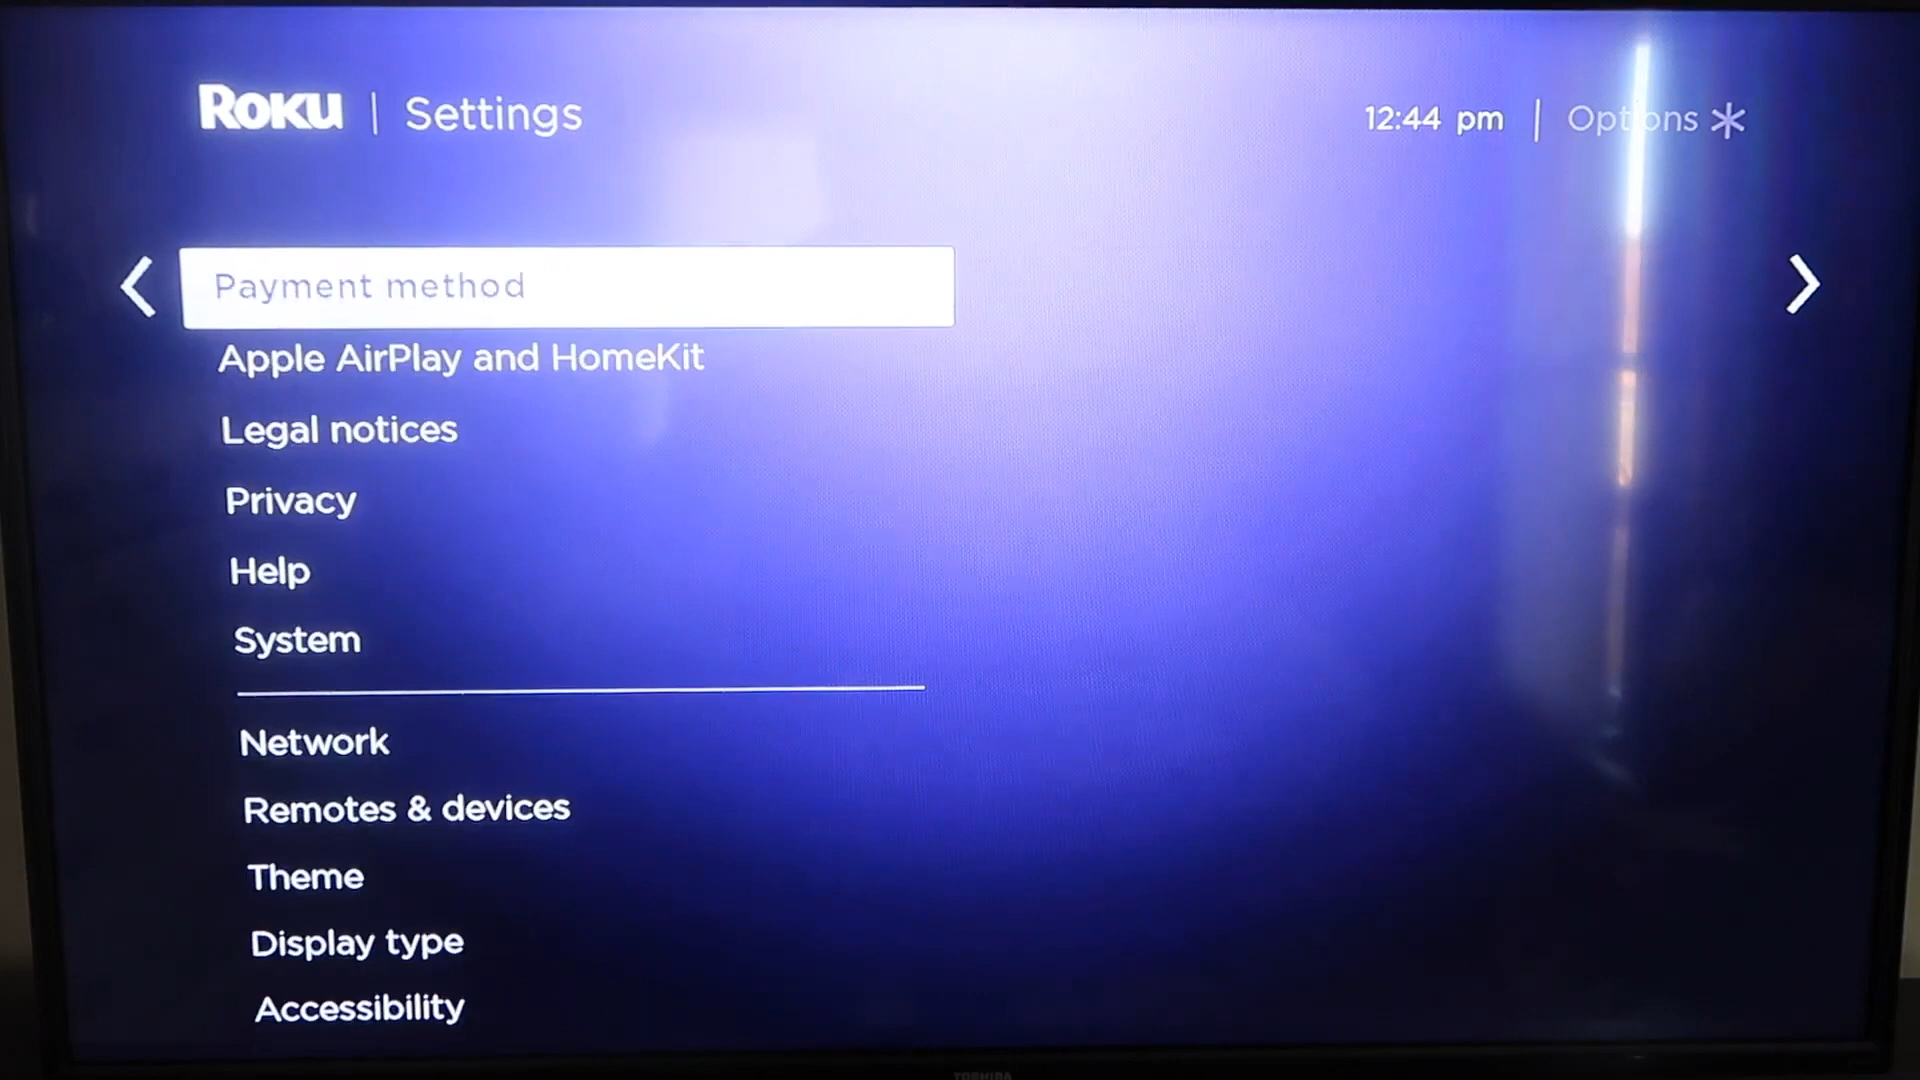 Roku | Settings
12:44 pm | Options *
Payment method
Apple AirPlay and HomeKit
Legal notices
Privacy
Help
System
Network
Remotes & devices
Theme
Display type
Accessibility
TOSHIBA